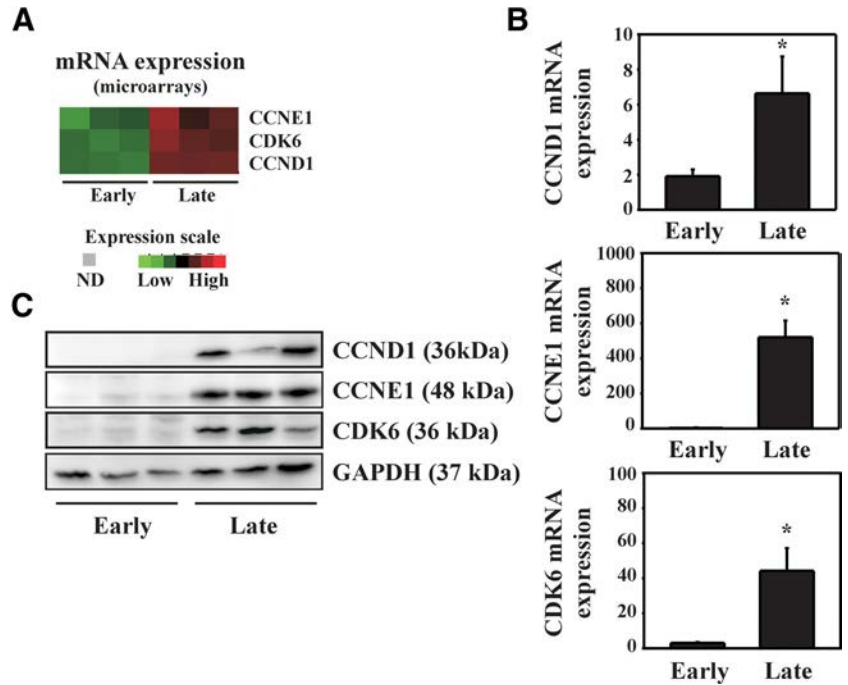 A
mRNA expression
(microarrays)
CCNE1
CDK6
CCND1
Early Late
Expression scale
ND Low High
B
CCND1 mRNA
expression
10
8
6
4
2
0
*
Early Late
CCNE1 mRNA
expression
1000
800
600
400
200
0
*
Early Late
CDK6 mRNA
expression
100
80
60
40
20
0
*
Early Late
C
CCND1 (36kDa)
CCNE1 (48 kDa)
CDK6 (36 kDa)
GAPDH (37 kDa)
Early Late